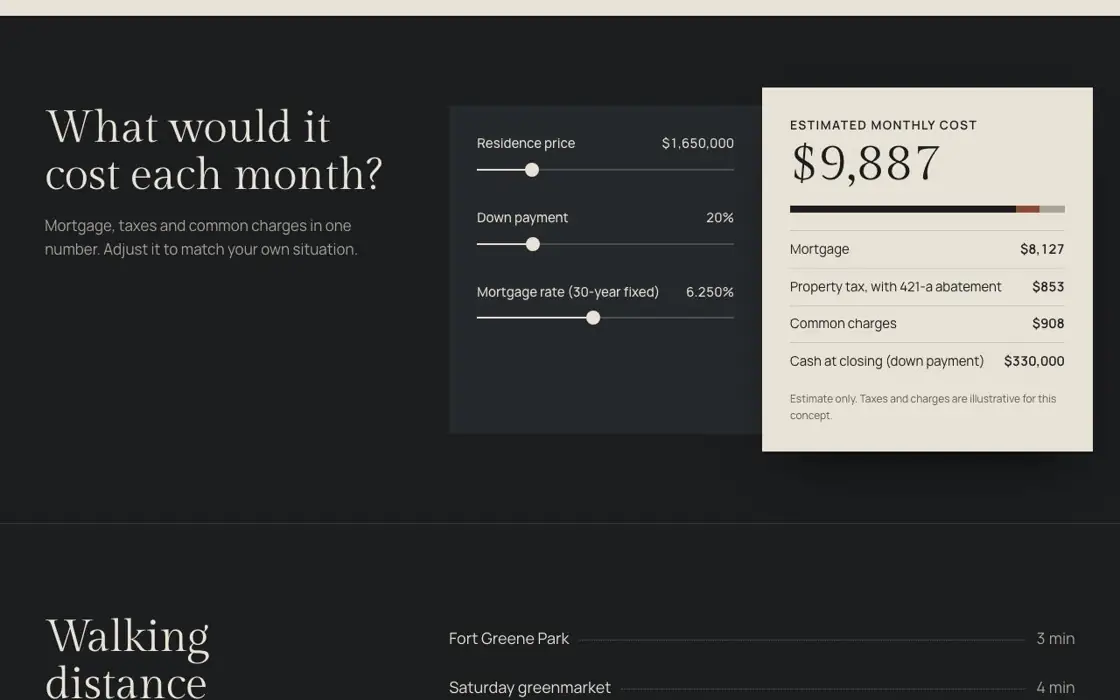 What would it
cost each month?
Mortgage, taxes and common charges in one
number. Adjust it to match your own situation.
Residence price $1,650,000
Down payment 20%
Mortgage rate (30-year fixed) 6.250%
ESTIMATED MONTHLY COST
$9,887
Mortgage $8,127
Property tax, with 421-a abatement $853
Common charges $908
Cash at closing (down payment) $330,000
Estimate only. Taxes and charges are illustrative for this
concept.
Walking
distance
Fort Greene Park 3 min
Saturday greenmarket 4 min